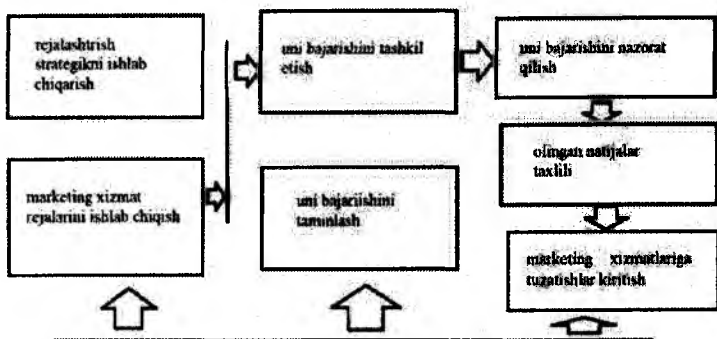 rejalashtrish
strategikni ishlab
chiqarish
uni bajarishini tashkil
etish
uni bajarishini nazorat
qilish
olingan natijalar
taxlili
marketing xizmat
rejalarini ishlab chiqish
uni bajariishini
taminlash
marketing xizmatlariga
tuzatishlar kiritish